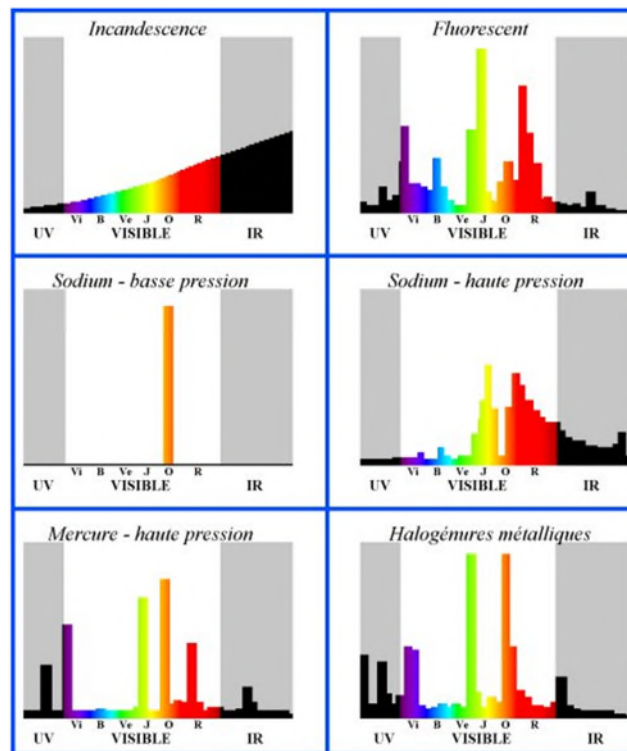 Incandescence
Vi B Ve J O R
UV VISIBLE IR
Fluorescent
Vi B Ve J O R
UV VISIBLE IR
Sodium - basse pression
Vi B Ve J O R
UV VISIBLE IR
Sodium - haute pression
Vi B Ve J O R
UV VISIBLE IR
Mercure - haute pression
Vi B Ve J O R
UV VISIBLE IR
Halogénures métalliques
Vi B Ve J O R
UV VISIBLE IR